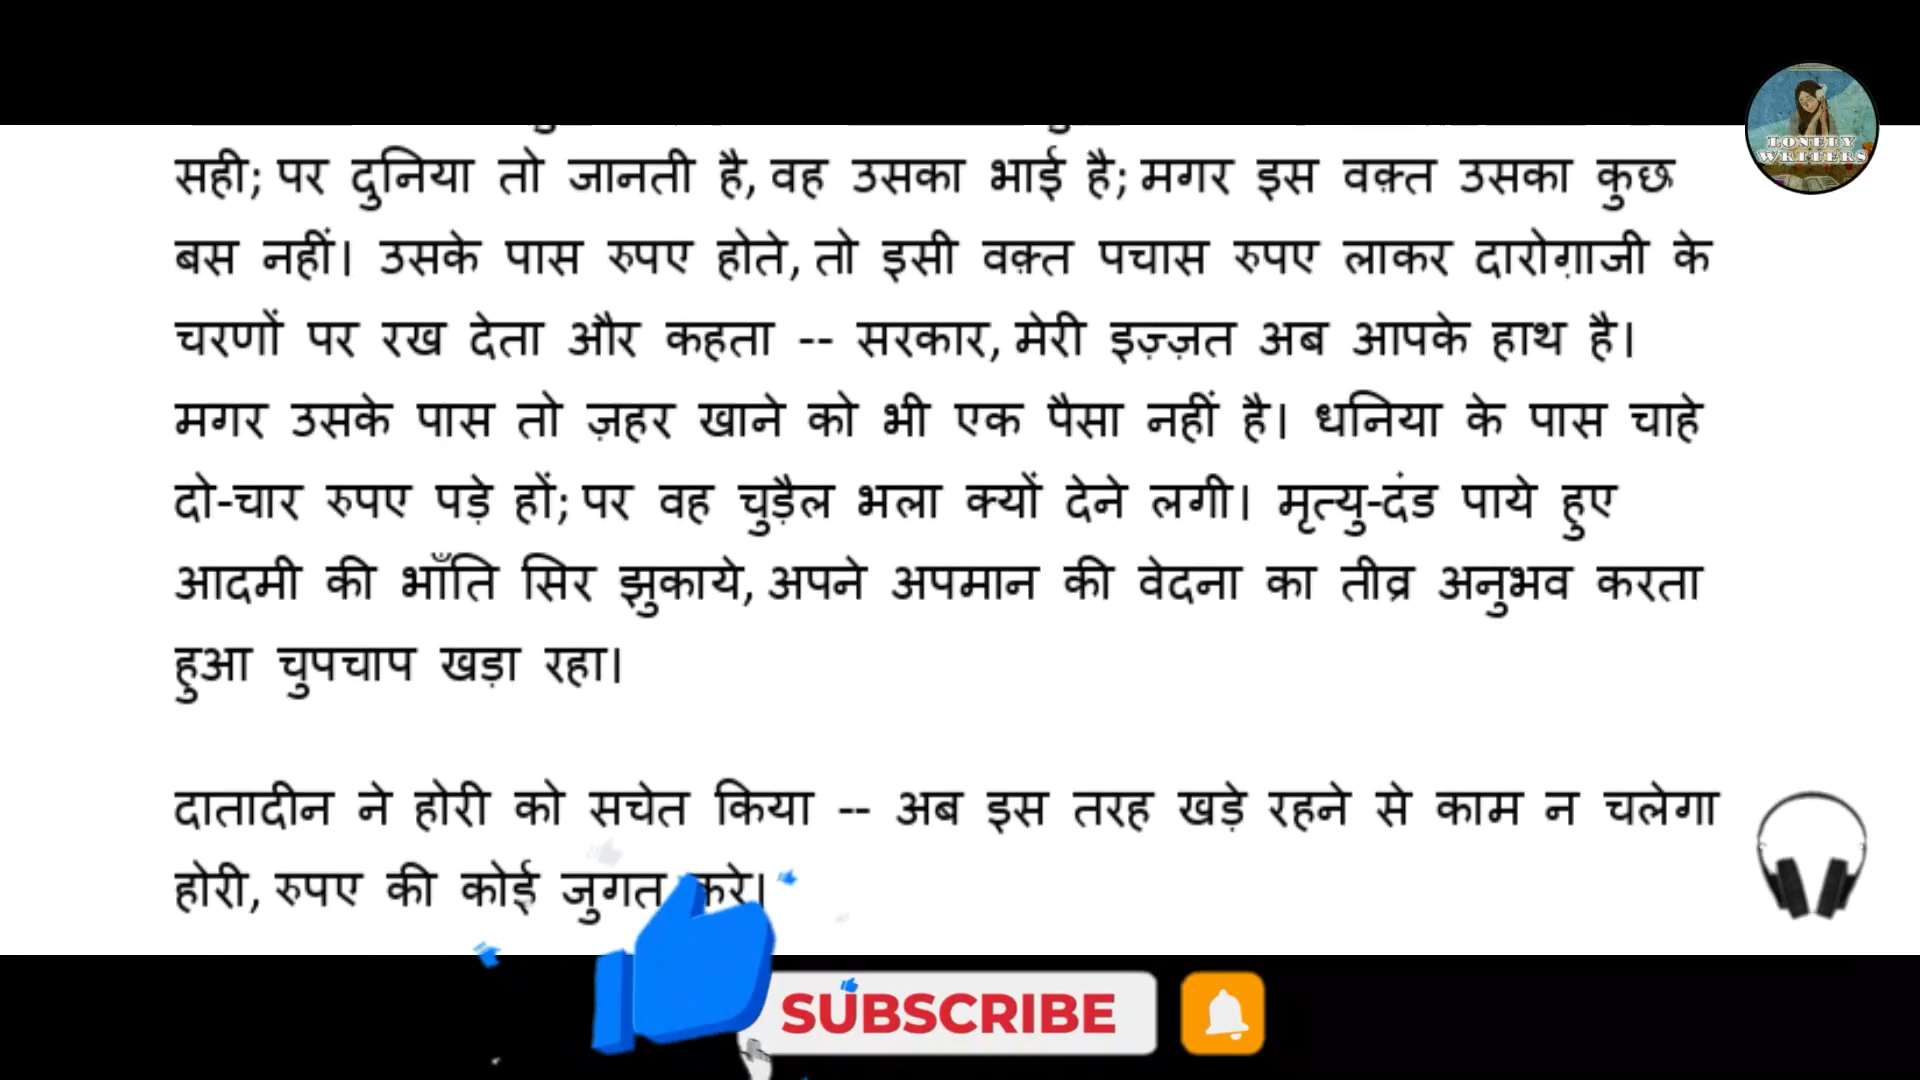 सही; पर दुनिया तो जानती है, वह उसका भाई है; मगर इस वक़्त उसका कुछ
बस नहीं। उसके पास रुपए होते, तो इसी वक़्त पचास रुपए लाकर दारोग़ाजी के
चरणों पर रख देता और कहता -- सरकार, मेरी इज़्ज़त अब आपके हाथ है।
मगर उसके पास तो ज़हर खाने को भी एक पैसा नहीं है। धनिया के पास चाहे
दो-चार रुपए पड़े हों; पर वह चुड़ैल भला क्यों देने लगी। मृत्यु-दंड पाये हुए
आदमी की भाँति सिर झुकाये, अपने अपमान की वेदना का तीव्र अनुभव करता
हुआ चुपचाप खड़ा रहा।
दातादीन ने होरी को सचेत किया -- अब इस तरह खड़े रहने से काम न चलेगा
होरी, रुपए की कोई जुगत करे।
SUBSCRIBE
LONELY
WRITERS